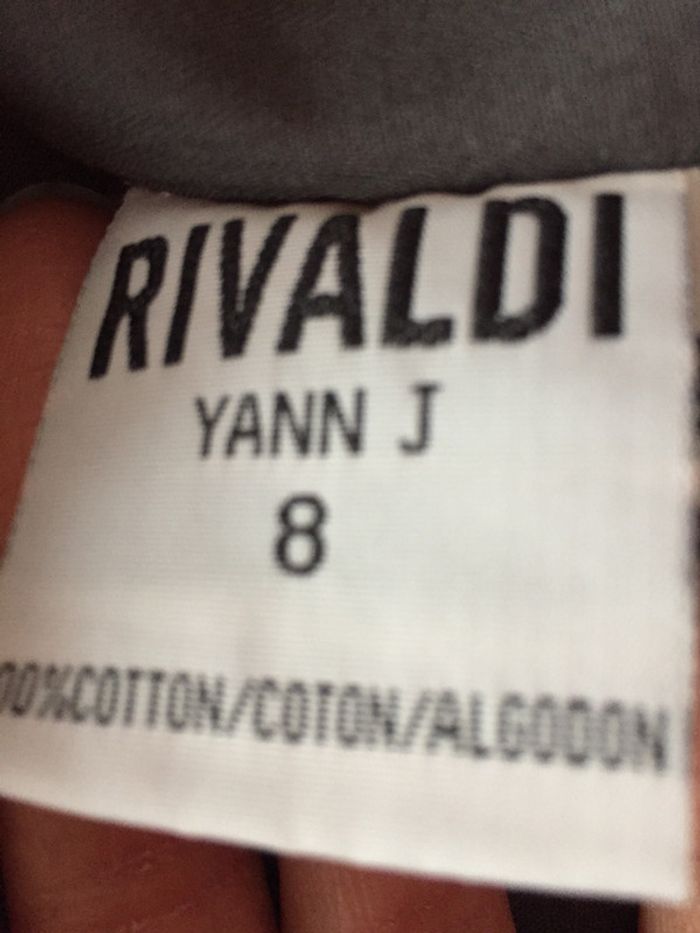 RIVALDI
YANN J
8
00%COTTON/COTON/ALGODON